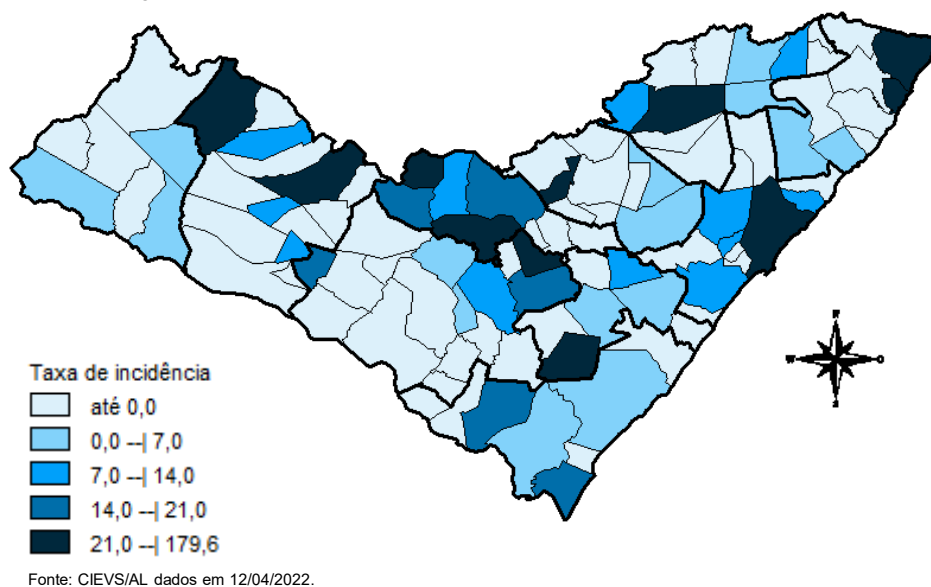 Taxa de incidência
até 0,0
0,0 --| 7,0
7,0 --| 14,0
14,0 --| 21,0
21,0 --| 179,6
Fonte: CIEVS/AL dados em 12/04/2022.
W
O
S